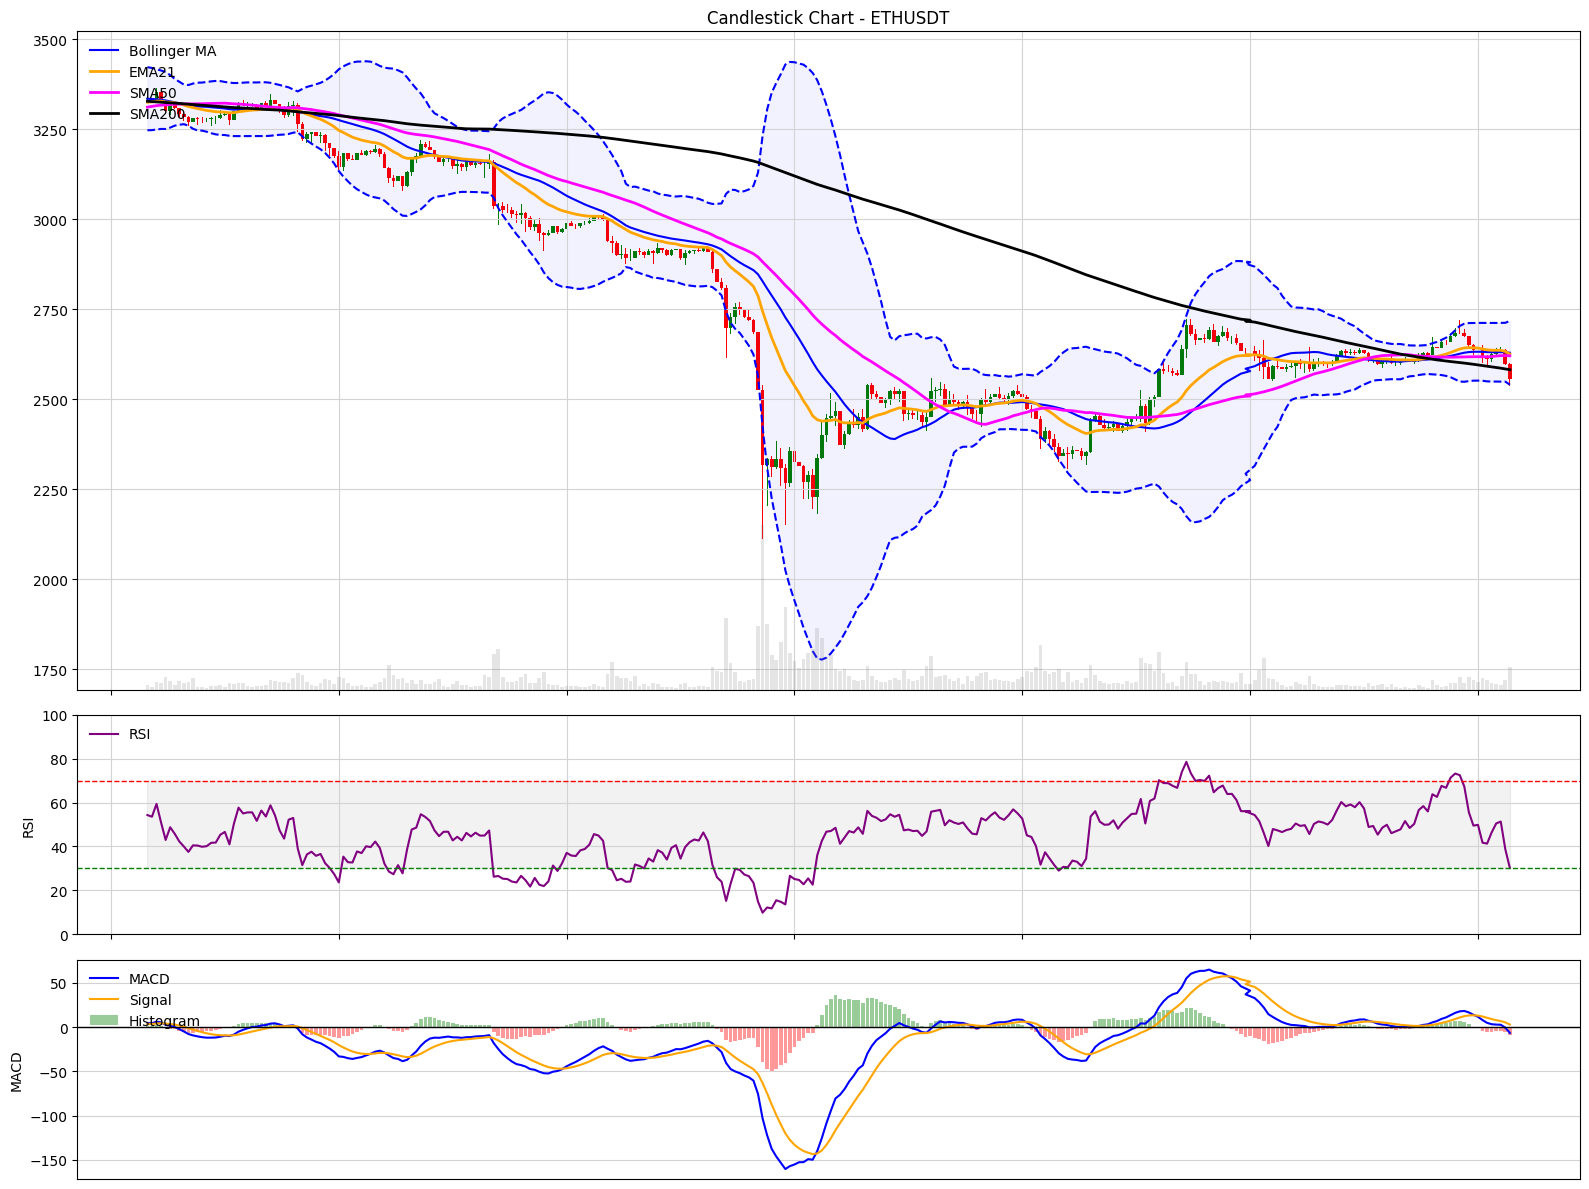 Candlestick Chart - ETHUSDT
Bollinger MA
EMA21
SMA50
SMA200
3500
3250
3000
2750
2500
2250
2000
1750
RSI
RSI
100
80
60
40
20
0
MACD
Signal
Histogram
MACD
50
0
−50
−100
−150